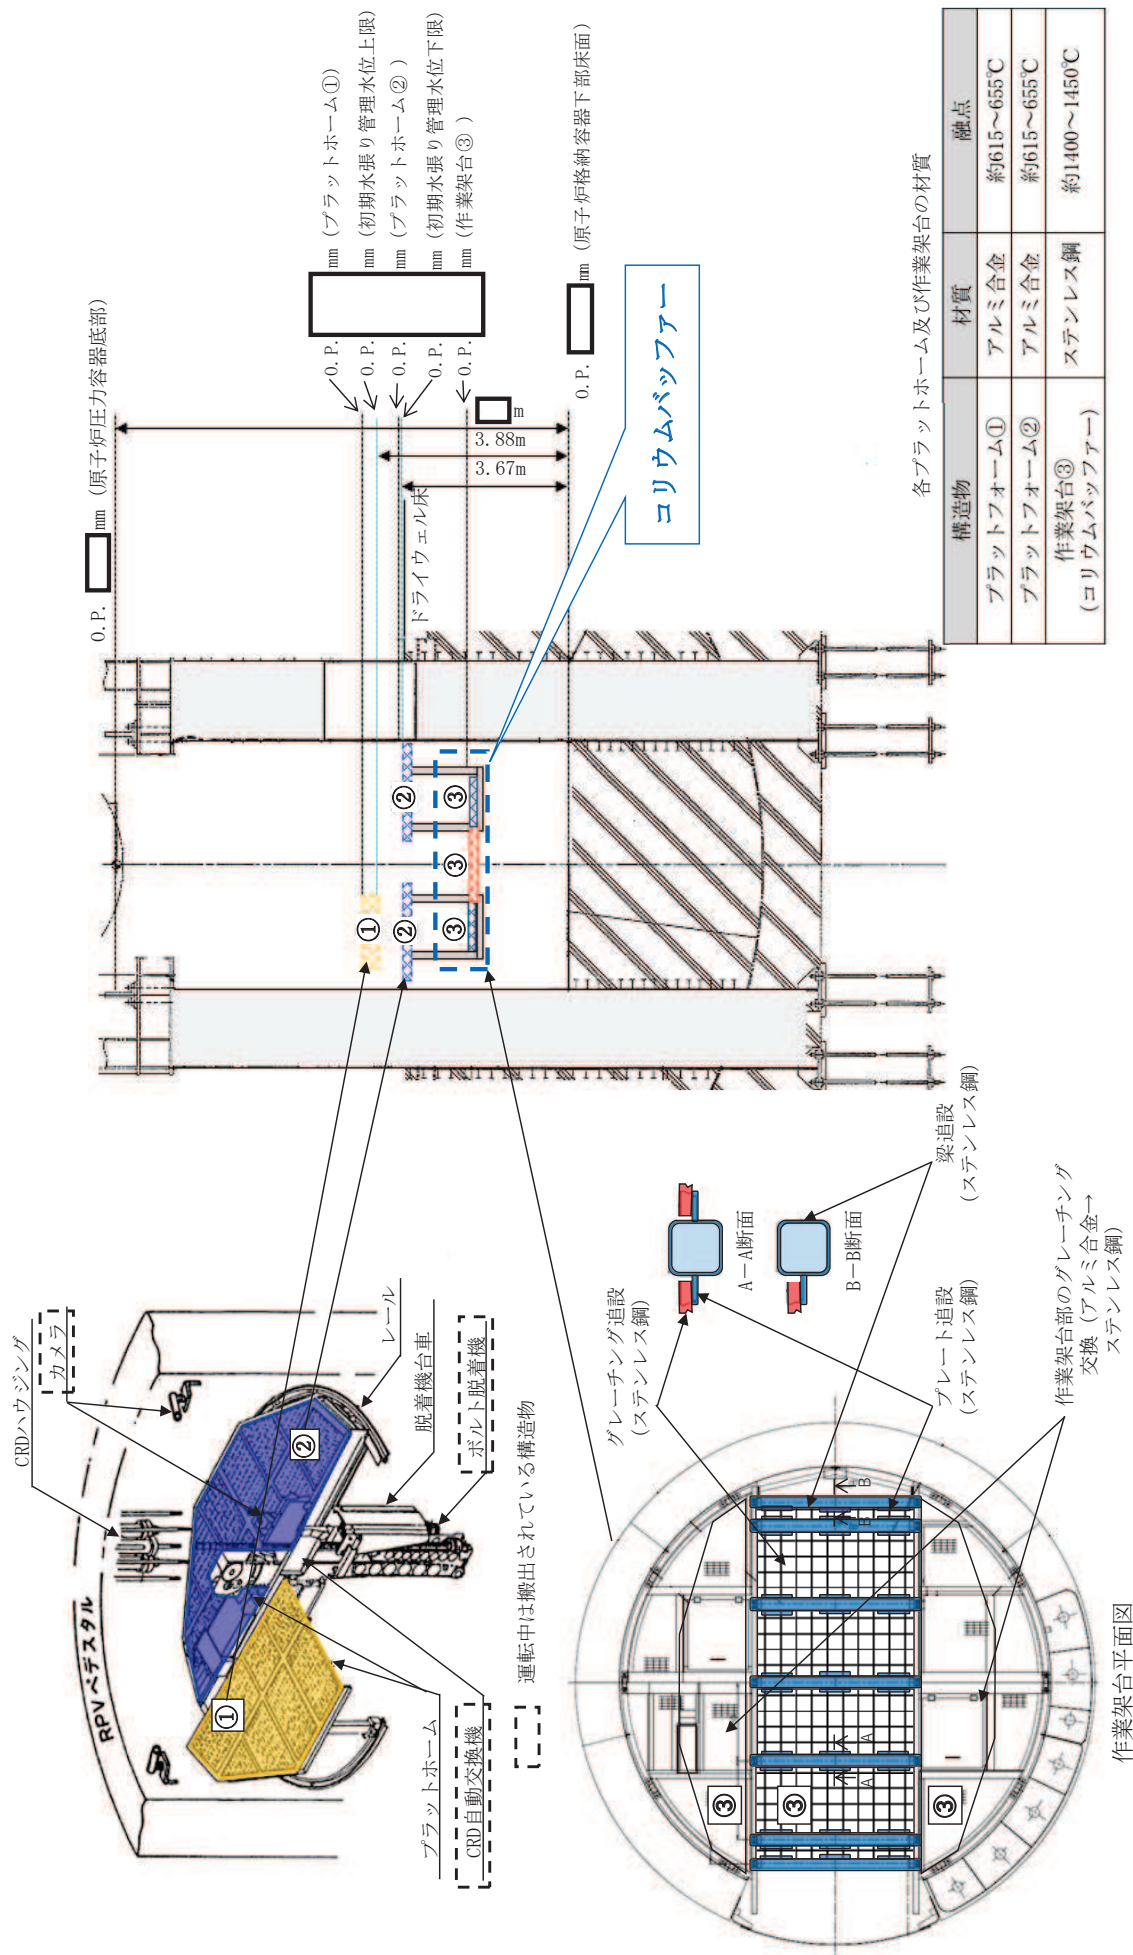 RPVペデスタル
CRDハウジング
カメラ
①
②
レール
脱着機台車
ボルト脱着機
プラットホーム
CRD自動交換機
運転中は搬出されている構造物
O.P. mm (原子炉圧力容器底部)
O.P. mm (プラットホーム①)
O.P. mm (初期水張り管理水位上限)
O.P. mm (プラットホーム②)
O.P. mm (初期水張り管理水位下限)
O.P. mm (作業架台③)
m
3.88m
3.67m
ドライウェル床
O.P. mm (原子炉格納容器下部床面)
①
②
②
③
③
③
コリウムバッファー
グレーチング追設
(ステンレス鋼)
A－A断面
B－B断面
梁追設
(ステンレス鋼)
プレート追設
(ステンレス鋼)
作業架台部のグレーチング
交換 (アルミ合金→
ステンレス鋼)
③
③
③
A
A
B
B
作業架台平面図
各プラットホーム及び作業架台の材質
構造物 材質 融点
プラットフォーム① アルミ合金 約615～655℃
プラットフォーム② アルミ合金 約615～655℃
作業架台③
(コリウムバッファー) ステンレス鋼 約1400～1450℃